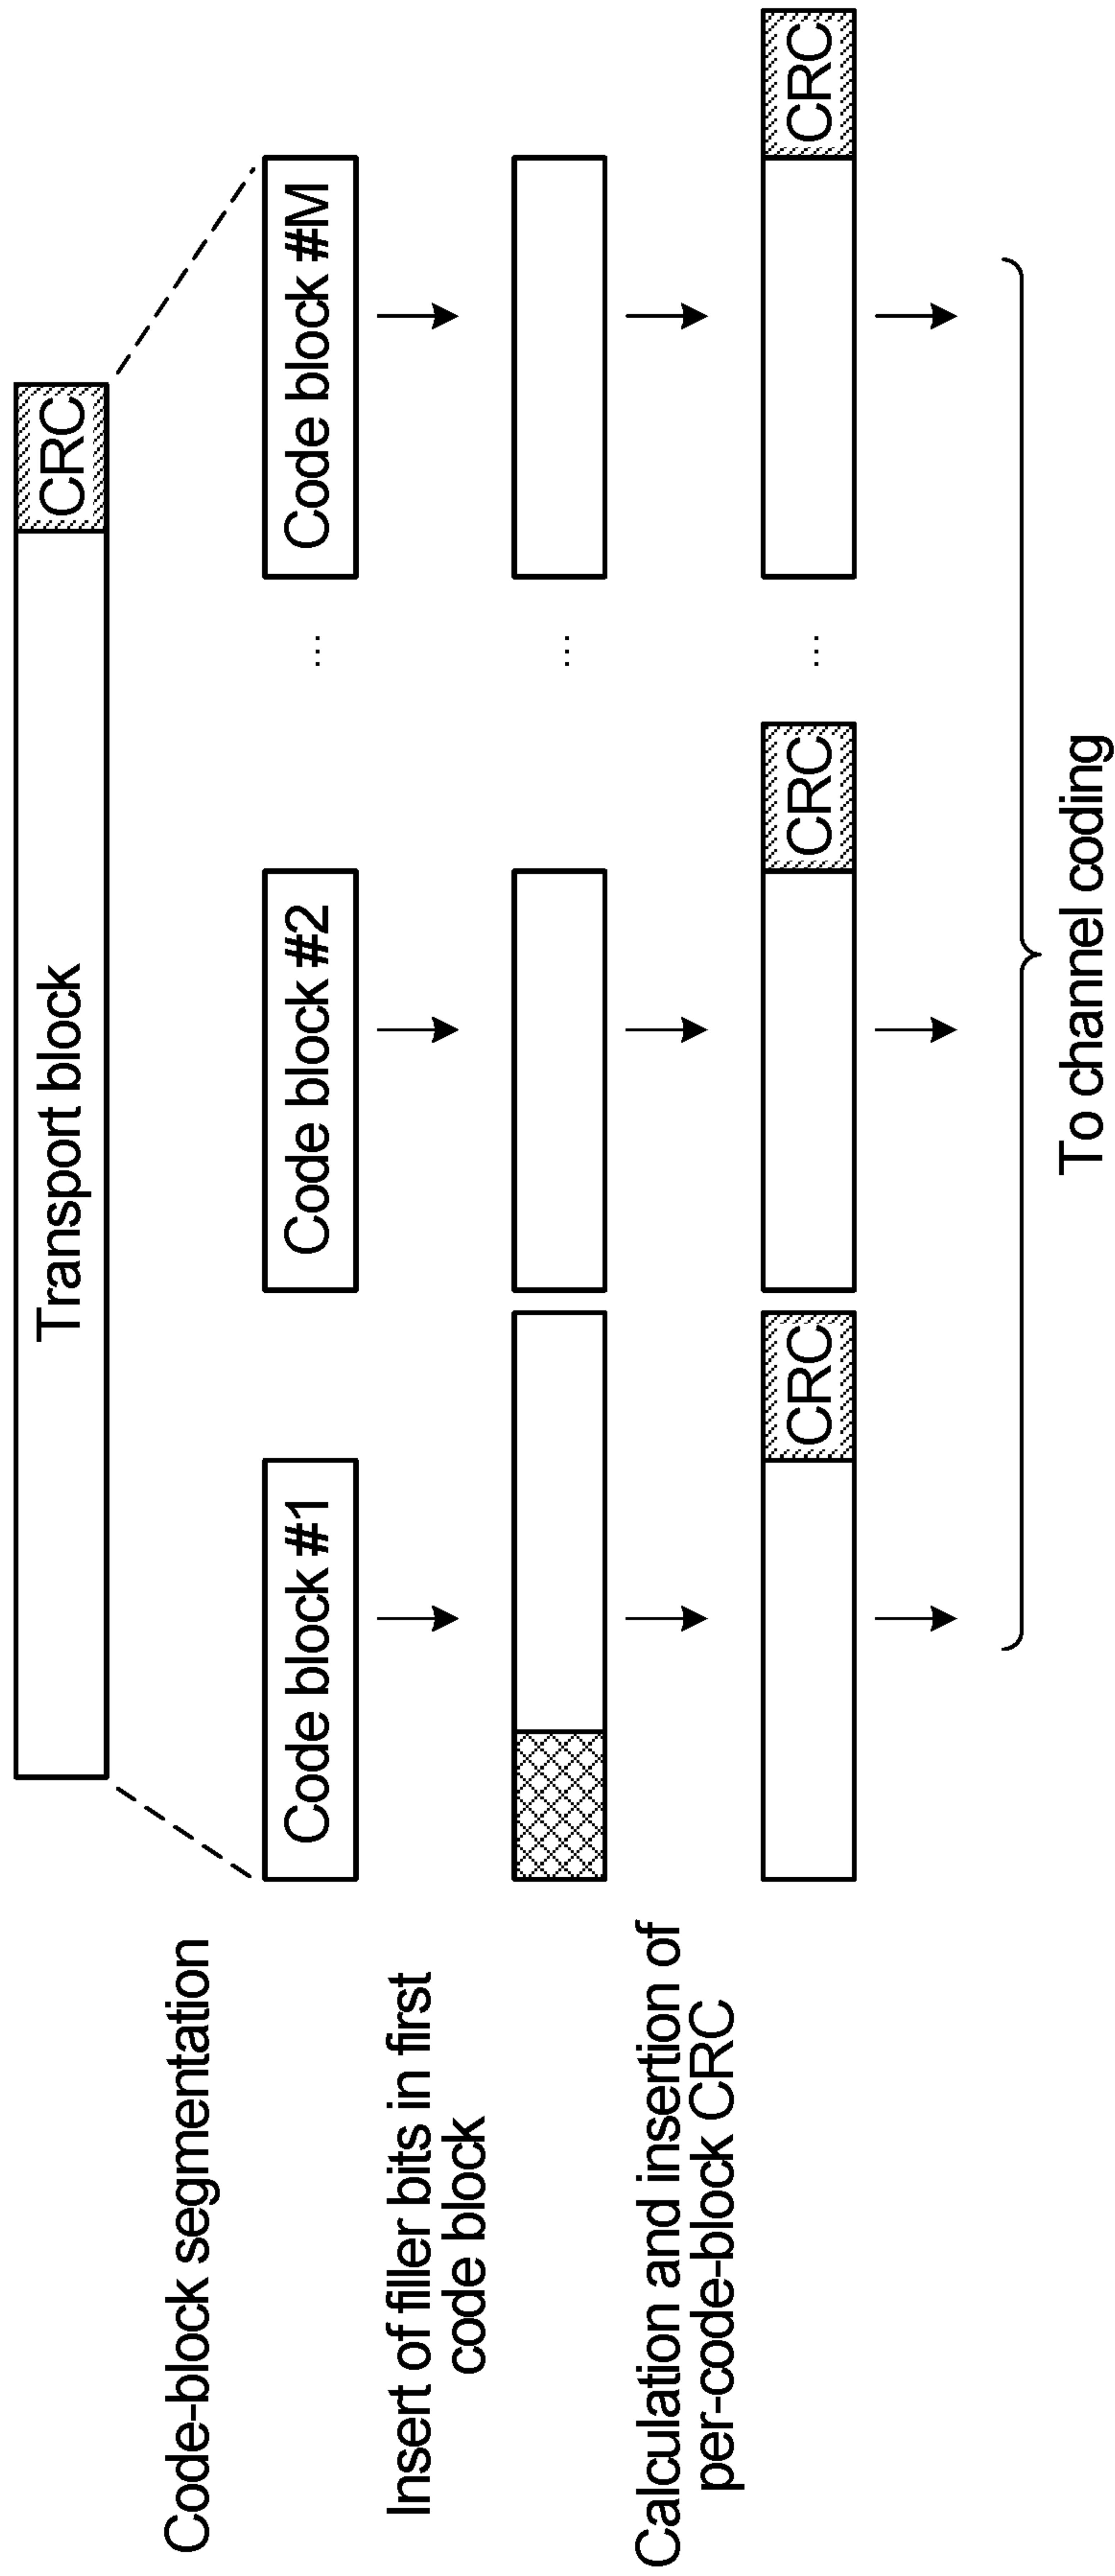 Transport block
CRC
Code-block segmentation
Code block #1
Code block #2
...
Code block #M
Insert of filler bits in first
code block
...
Calculation and insertion of
per-code-block CRC
CRC
CRC
...
CRC
To channel coding